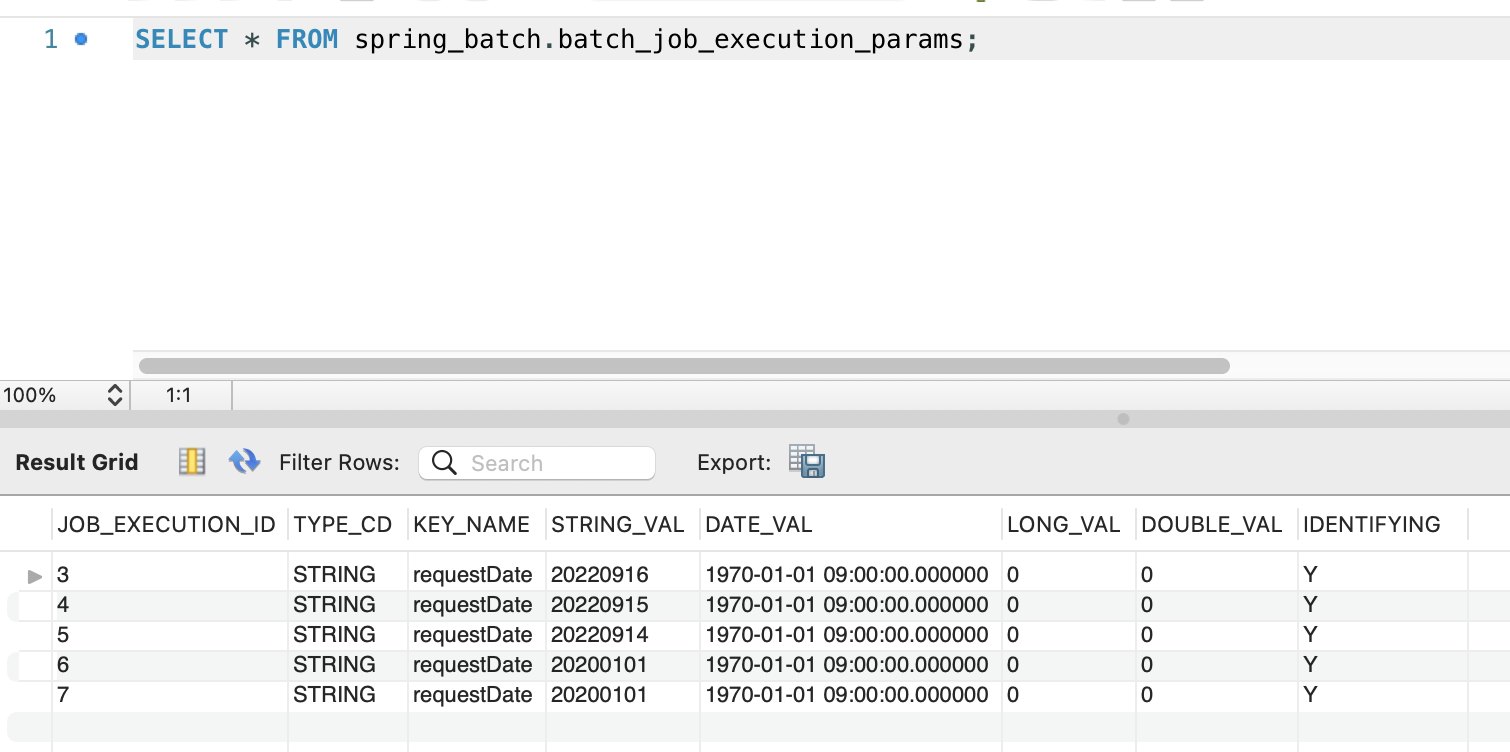 1 SELECT * FROM spring_batch.batch_job_execution_params;
100% 1:1
Result Grid Filter Rows: Search Export:
JOB_EXECUTION_ID TYPE_CD KEY_NAME STRING_VAL DATE_VAL LONG_VAL DOUBLE_VAL IDENTIFYING
3 STRING requestDate 20220916 1970-01-01 09:00:00.000000 0 0 Y
4 STRING requestDate 20220915 1970-01-01 09:00:00.000000 0 0 Y
5 STRING requestDate 20220914 1970-01-01 09:00:00.000000 0 0 Y
6 STRING requestDate 20200101 1970-01-01 09:00:00.000000 0 0 Y
7 STRING requestDate 20200101 1970-01-01 09:00:00.000000 0 0 Y